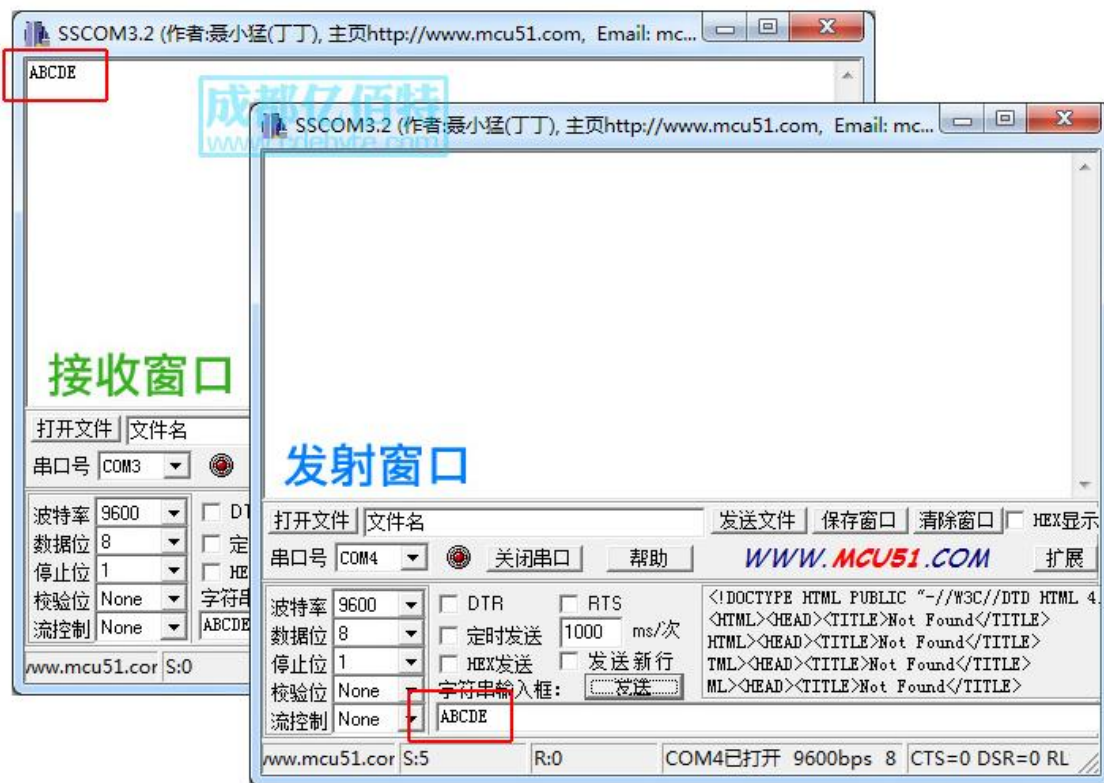 SSCOM3.2 (作者:聂小猛(丁丁), 主页http://www.mcu51.com, Email: mc...
ABCDE
成都亿佰特
www.cdebyte.com
接收窗口
打开文件 文件名
串口号 COM3
波特率 9600 DT
数据位 8 定
停止位 1 HE
校验位 None 字符串
流控制 None ABCDE
www.mcu51.cor S:0
SSCOM3.2 (作者:聂小猛(丁丁), 主页http://www.mcu51.com, Email: mc...
发射窗口
打开文件 文件名 发送文件 保存窗口 清除窗口 HEX显示
串口号 COM4 关闭串口 帮助 WWW.MCU51.COM 扩展
波特率 9600 DTR RTS
数据位 8 定时发送 1000 ms/次
停止位 1 HEX发送 发送新行
校验位 None 字符串输入框: 发送
流控制 None ABCDE
<!DOCTYPE HTML PUBLIC "-//W3C//DTD HTML 4.
<HTML><HEAD><TITLE>Not Found</TITLE>
HTML><HEAD><TITLE>Not Found</TITLE>
TML><HEAD><TITLE>Not Found</TITLE>
ML><HEAD><TITLE>Not Found</TITLE>
www.mcu51.cor S:5 R:0 COM4已打开 9600bps 8 CTS=0 DSR=0 RL